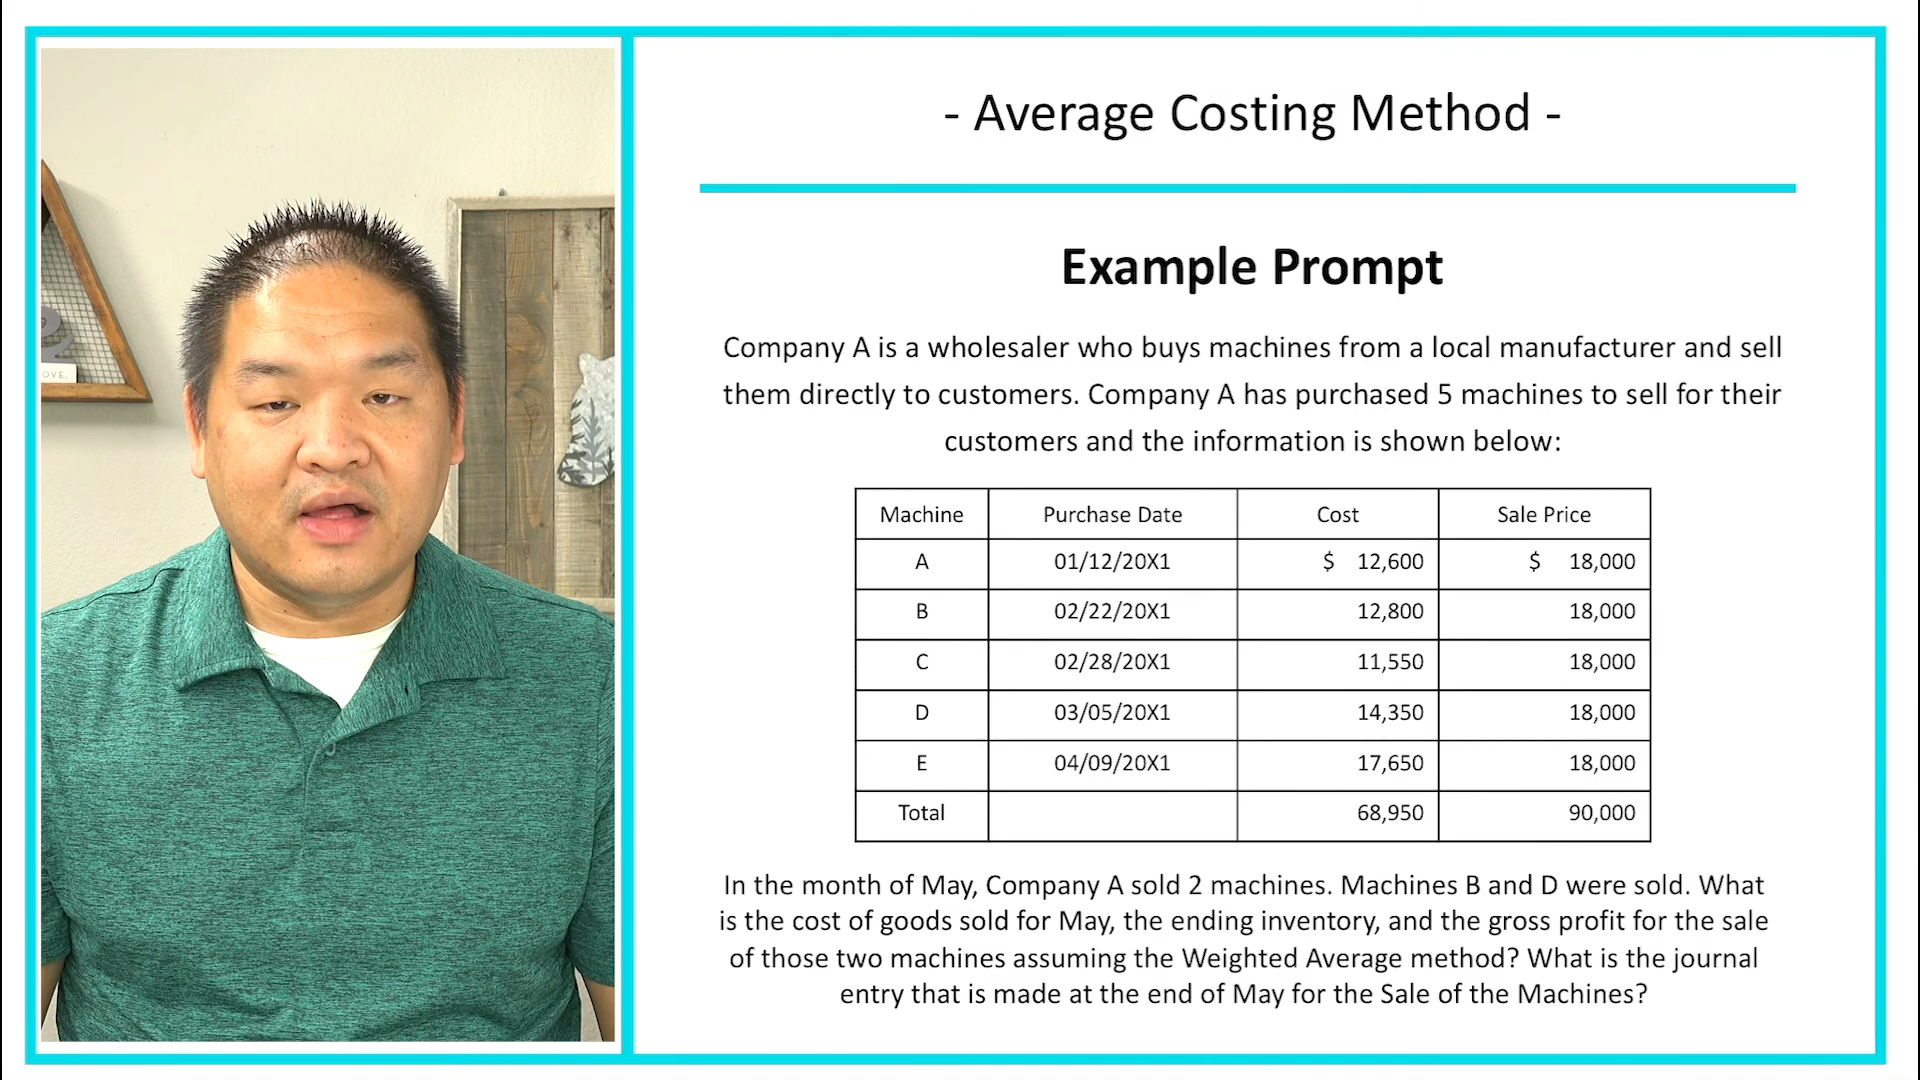 - Average Costing Method -
Example Prompt
Company A is a wholesaler who buys machines from a local manufacturer and sell
them directly to customers. Company A has purchased 5 machines to sell for their
customers and the information is shown below:
Machine Purchase Date Cost Sale Price
A 01/12/20X1 $ 12,600 $ 18,000
B 02/22/20X1 12,800 18,000
C 02/28/20X1 11,550 18,000
D 03/05/20X1 14,350 18,000
E 04/09/20X1 17,650 18,000
Total 68,950 90,000
In the month of May, Company A sold 2 machines. Machines B and D were sold. What
is the cost of goods sold for May, the ending inventory, and the gross profit for the sale
of those two machines assuming the Weighted Average method? What is the journal
entry that is made at the end of May for the Sale of the Machines?